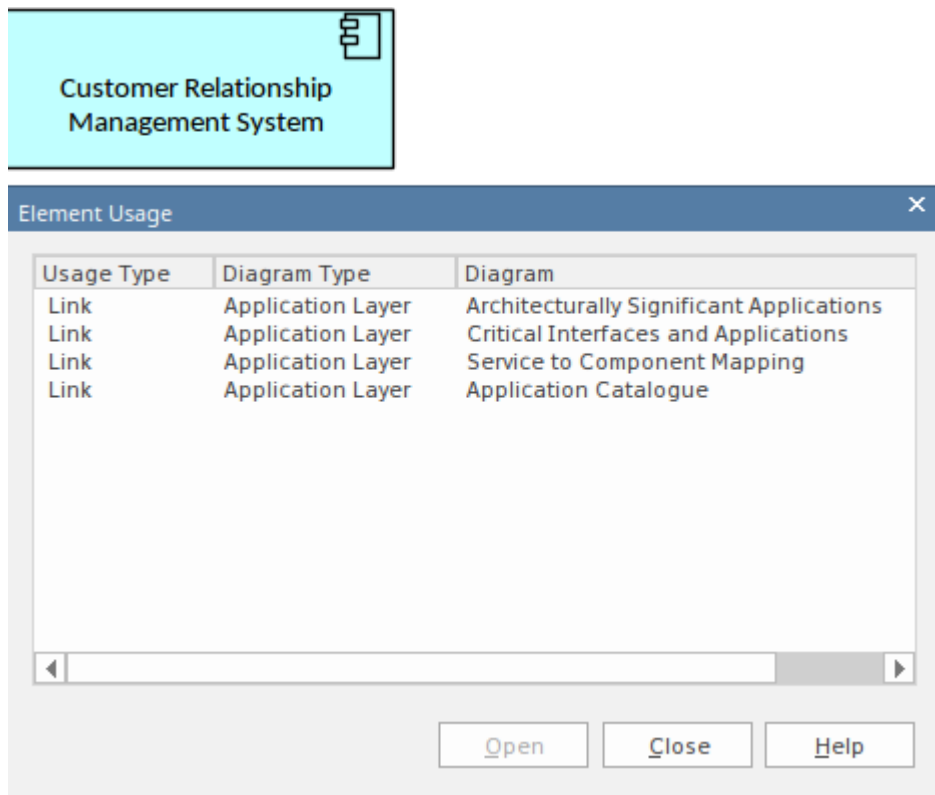 Customer Relationship
Management System
Element Usage
Usage Type Diagram Type Diagram
Link Application Layer Architecturally Significant Applications
Link Application Layer Critical Interfaces and Applications
Link Application Layer Service to Component Mapping
Link Application Layer Application Catalogue
Open Close Help